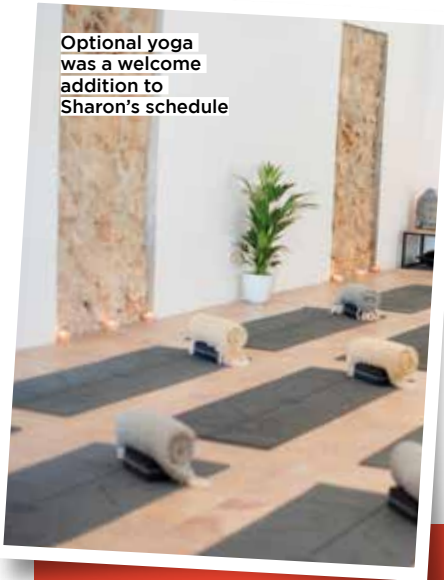 Optional yoga
was a welcome
addition to
Sharon's schedule